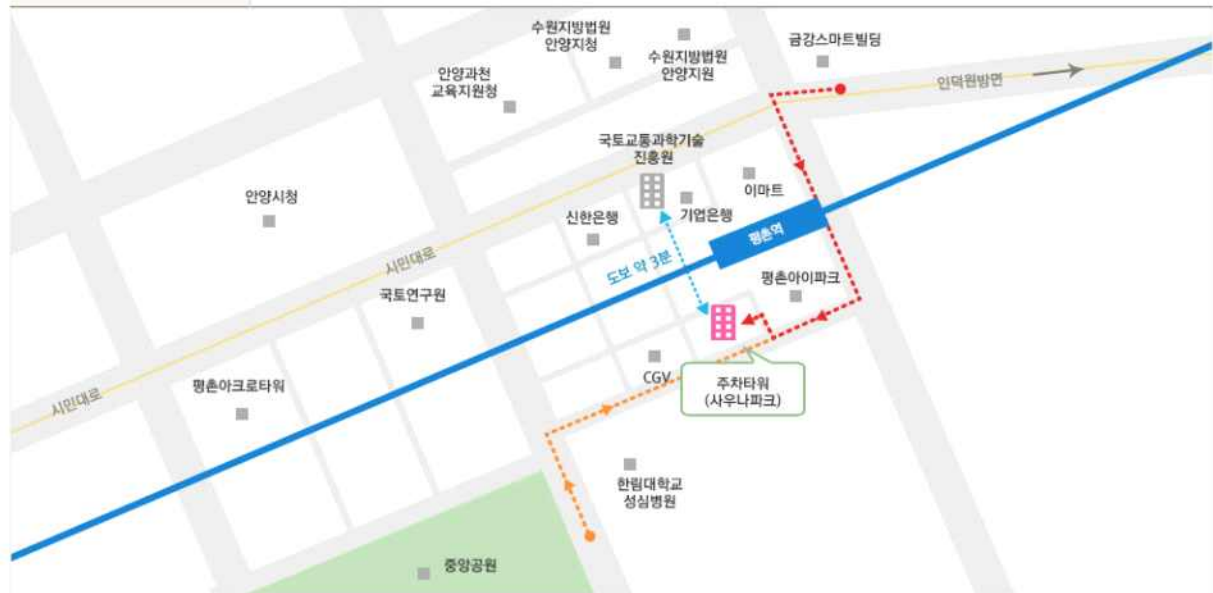 수원지방법원
안양지청
수원지방법원
안양지원
금강스마트빌딩
안양과천
교육지원청
인덕원방면
국토교통과학기술
진흥원
이마트
안양시청
기업은행
신한은행
평촌역
시민대로
도보 약 3분
평촌아이파크
국토연구원
CGV
주차타워
(사우나파크)
평촌아크로타워
시민대로
한림대학교
성심병원
중앙공원